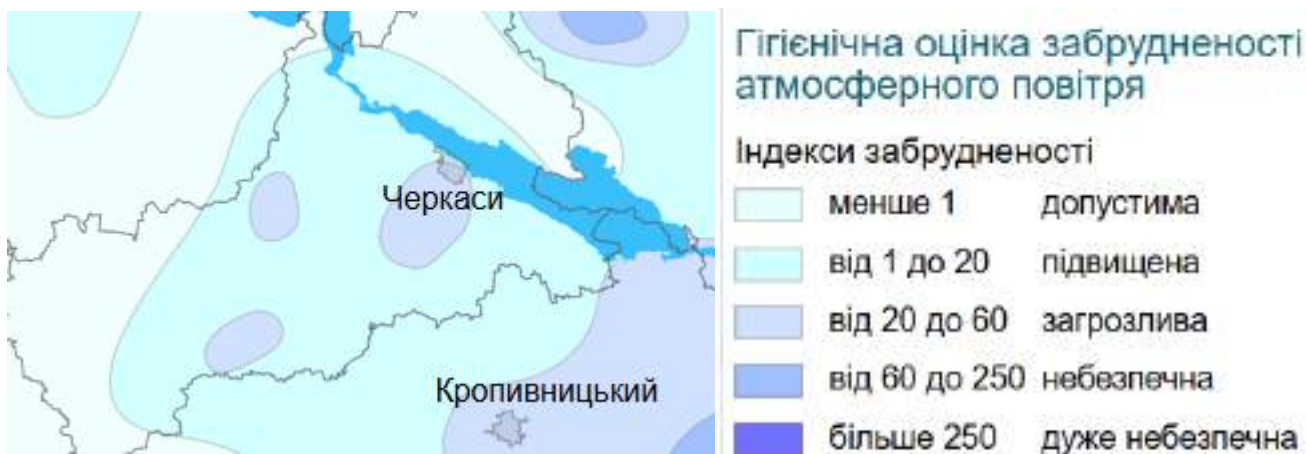 Черкаси
Кропивницький
Гігієнічна оцінка забрудненості
атмосферного повітря
Індекси забрудненості
менше 1 допустима
від 1 до 20 підвищена
від 20 до 60 загрозлива
від 60 до 250 небезпечна
більше 250 дуже небезпечна